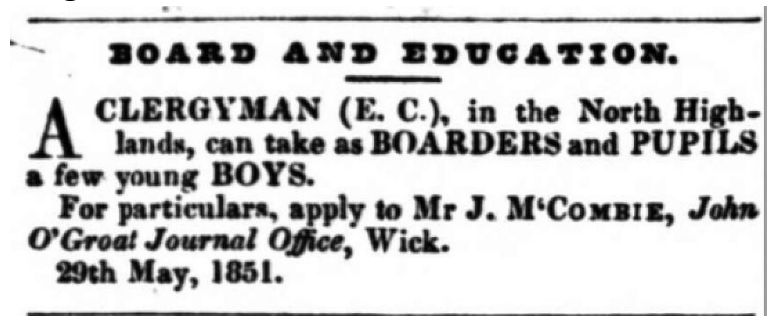 BOARD AND EDUCATION.
A CLERGYMAN (E. C.), in the North High-
lands, can take as BOARDERS and PUPILS
a few young BOYS.
For particulars, apply to Mr J. M‘COMBIE, John
O'Groat Journal Office, Wick.
29th May, 1851.